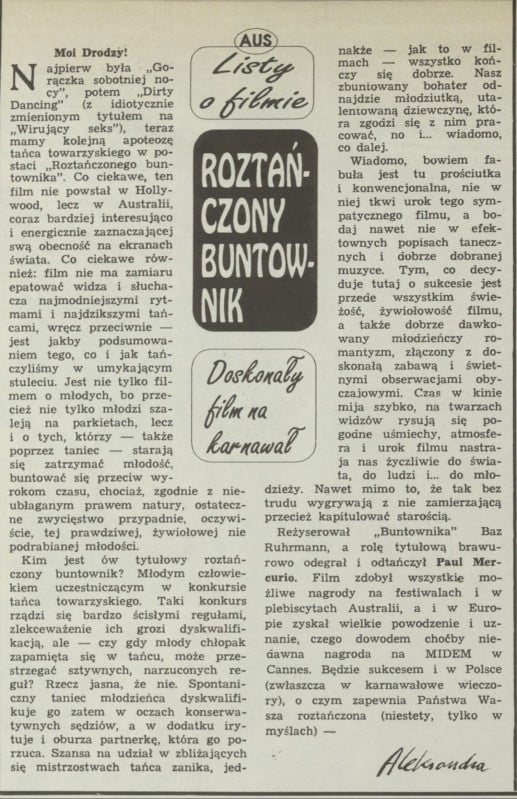 AUS
Listy
o filmie
ROZTAŃ-
CZONY
BUNTOW-
NIK
Doskonały
film na
karnawał
Moi Drodzy!
Najpierw była „Go-
rączka sobotniej no-
cy", potem „Dirty
Dancing" (z idiotycznie
zmienionym tytułem na
„Wirujący seks"), teraz
mamy kolejną apoteozę
tańca towarzyskiego w po-
staci „Roztańczonego bun-
townika". Co ciekawe, ten
film nie powstał w Holly-
wood, lecz w Australii,
coraz bardziej interesująco
i energicznie zaznaczającej
swą obecność na ekranach
świata. Co ciekawe rów-
nież: film nie ma zamiaru
epatować widza i słucha-
cza najmodniejszymi ryt-
mami i najdzikszymi tań-
cami, wręcz przeciwnie —
jest jakby podsumowa-
niem tego, co i jak tań-
czyliśmy w umykającym
stuleciu. Jest nie tylko fil-
mem o młodych, bo prze-
cież nie tylko młodzi sza-
leją na parkietach, lecz
i o tych, którzy — także
poprzez taniec — starają
się zatrzymać młodość,
buntować się przeciw wy-
rokom czasu, chociaż, zgodnie z nie-
ubłaganym prawem natury, ostatecz-
ne zwycięstwo przypadnie, oczywi-
ście, tej prawdziwej, żywiołowej nie
podrabianej młodości.
Kim jest ów tytułowy roztań-
czony buntownik? Młodym człowie-
kiem uczestniczącym w konkursie
tańca towarzyskiego. Taki konkurs
rządzi się bardzo ścisłymi regułami,
zlekceważenie ich grozi dyskwalifi-
kacją, ale — czy gdy młody chłopak
zapamięta się w tańcu, może prze-
strzegać sztywnych, narzuconych re-
guł? Rzecz jasna, że nie. Spontani-
czny taniec młodzieńca dyskwalifi-
kuje go zatem w oczach konserwa-
tywnych sędziów, a w dodatku iry-
tuje i oburza partnerkę, która go po-
rzuca. Szansa na udział w zbliżających
się mistrzostwach tańca zanika, jed-
nakże — jak to w fil-
mach — wszystko koń-
czy się dobrze. Nasz
zbuntowany bohater od-
najdzie młodziutką, uta-
lentowaną dziewczynę, któ-
ra zgodzi się z nim pra-
cować, no i... wiadomo,
co dalej.
Wiadomo, bowiem fa-
buła jest tu prościutka
i konwencjonalna, nie w
niej tkwi urok tego sym-
patycznego filmu, a bo-
daj nawet nie w efek-
townych popisach tanecz-
nych i dobrze dobranej
muzyce. Tym, co decy-
duje tutaj o sukcesie jest
przede wszystkim świe-
żość, żywiołowość filmu,
a także dobrze dawko-
wany młodzieńczy ro-
mantyzm, złączony z do-
skonałą zabawą i świet-
nymi obserwacjami oby-
czajowymi. Czas w kinie
mija szybko, na twarzach
widzów rysują się po-
godne uśmiechy, atmosfe-
ra i urok filmu nastra-
ja nas życzliwie do świa-
ta, do ludzi i... do mło-
dzieży. Nawet mimo to, że tak bez
trudu wygrywają z nie zamierzającą
przecież kapitulować starością.
Reżyserował „Buntownika" Baz
Ruhrmann, a rolę tytułową brawu-
rowo odegrał i odtańczył Paul Mer-
curio. Film zdobył wszystkie mo-
żliwe nagrody na festiwalach i w
plebiscytach Australii, a i w Euro-
pie zyskał wielkie powodzenie i uz-
nanie, czego dowodem choćby nie-
dawna nagroda na MIDEM w
Cannes. Będzie sukcesem i w Polsce
(zwłaszcza w karnawałowe wieczo-
ry), o czym zapewnia Państwa Wa-
sza roztańczona (niestety, tylko w
myślach) —
Aleksandra